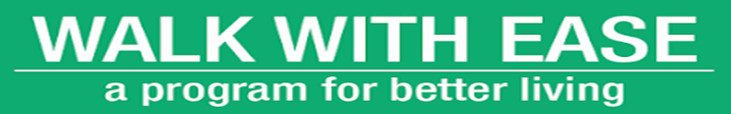 WALK WITH EASE
a program for better living